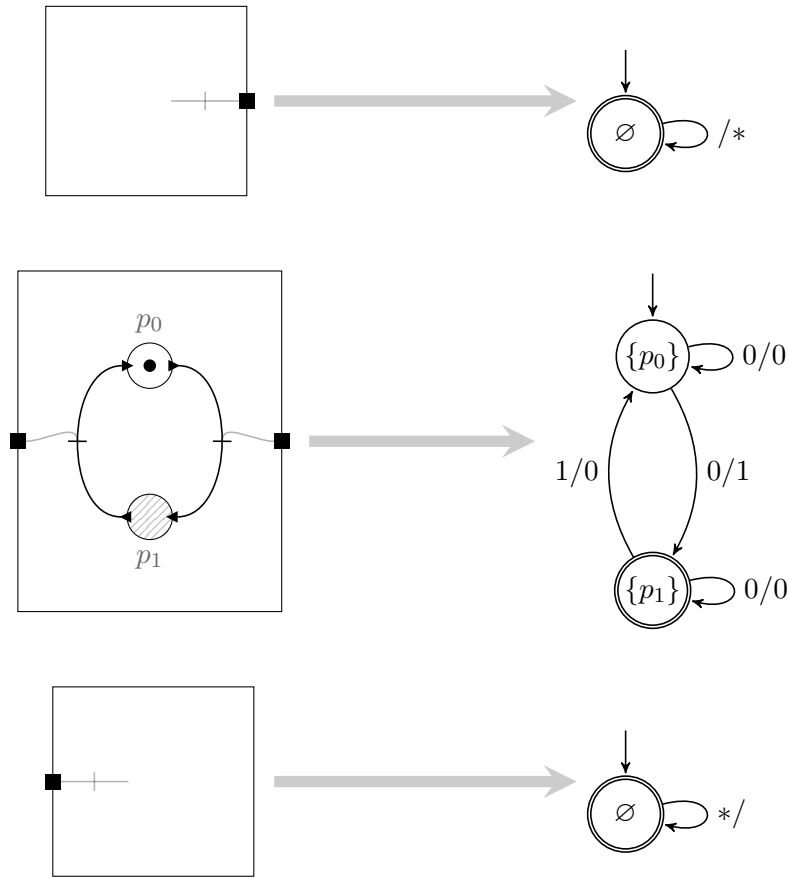 ∅
/*
p₀
{p₀}
0/0
1/0
0/1
p₁
{p₁}
0/0
∅
*/